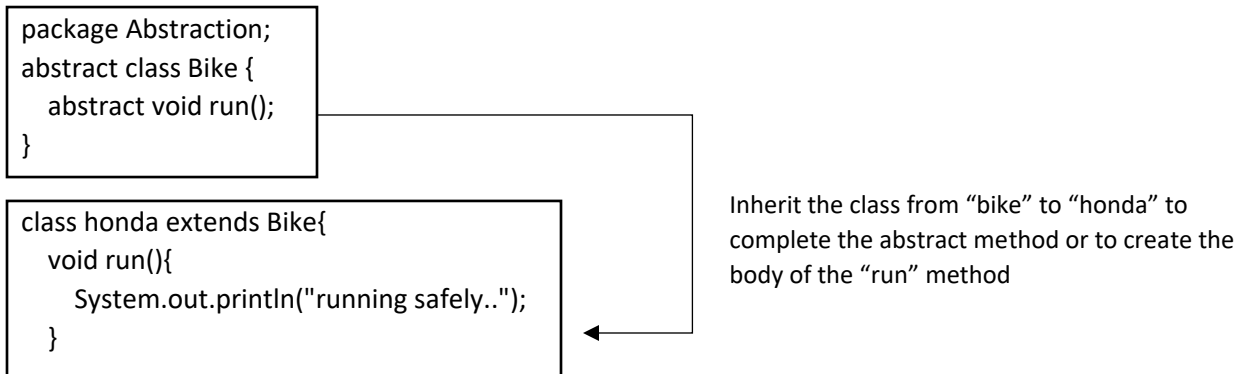 package Abstraction;
abstract class Bike {
abstract void run();
}
class honda extends Bike{
void run(){
System.out.println("running safely..");
}
Inherit the class from “bike” to “honda” to
complete the abstract method or to create the
body of the “run” method